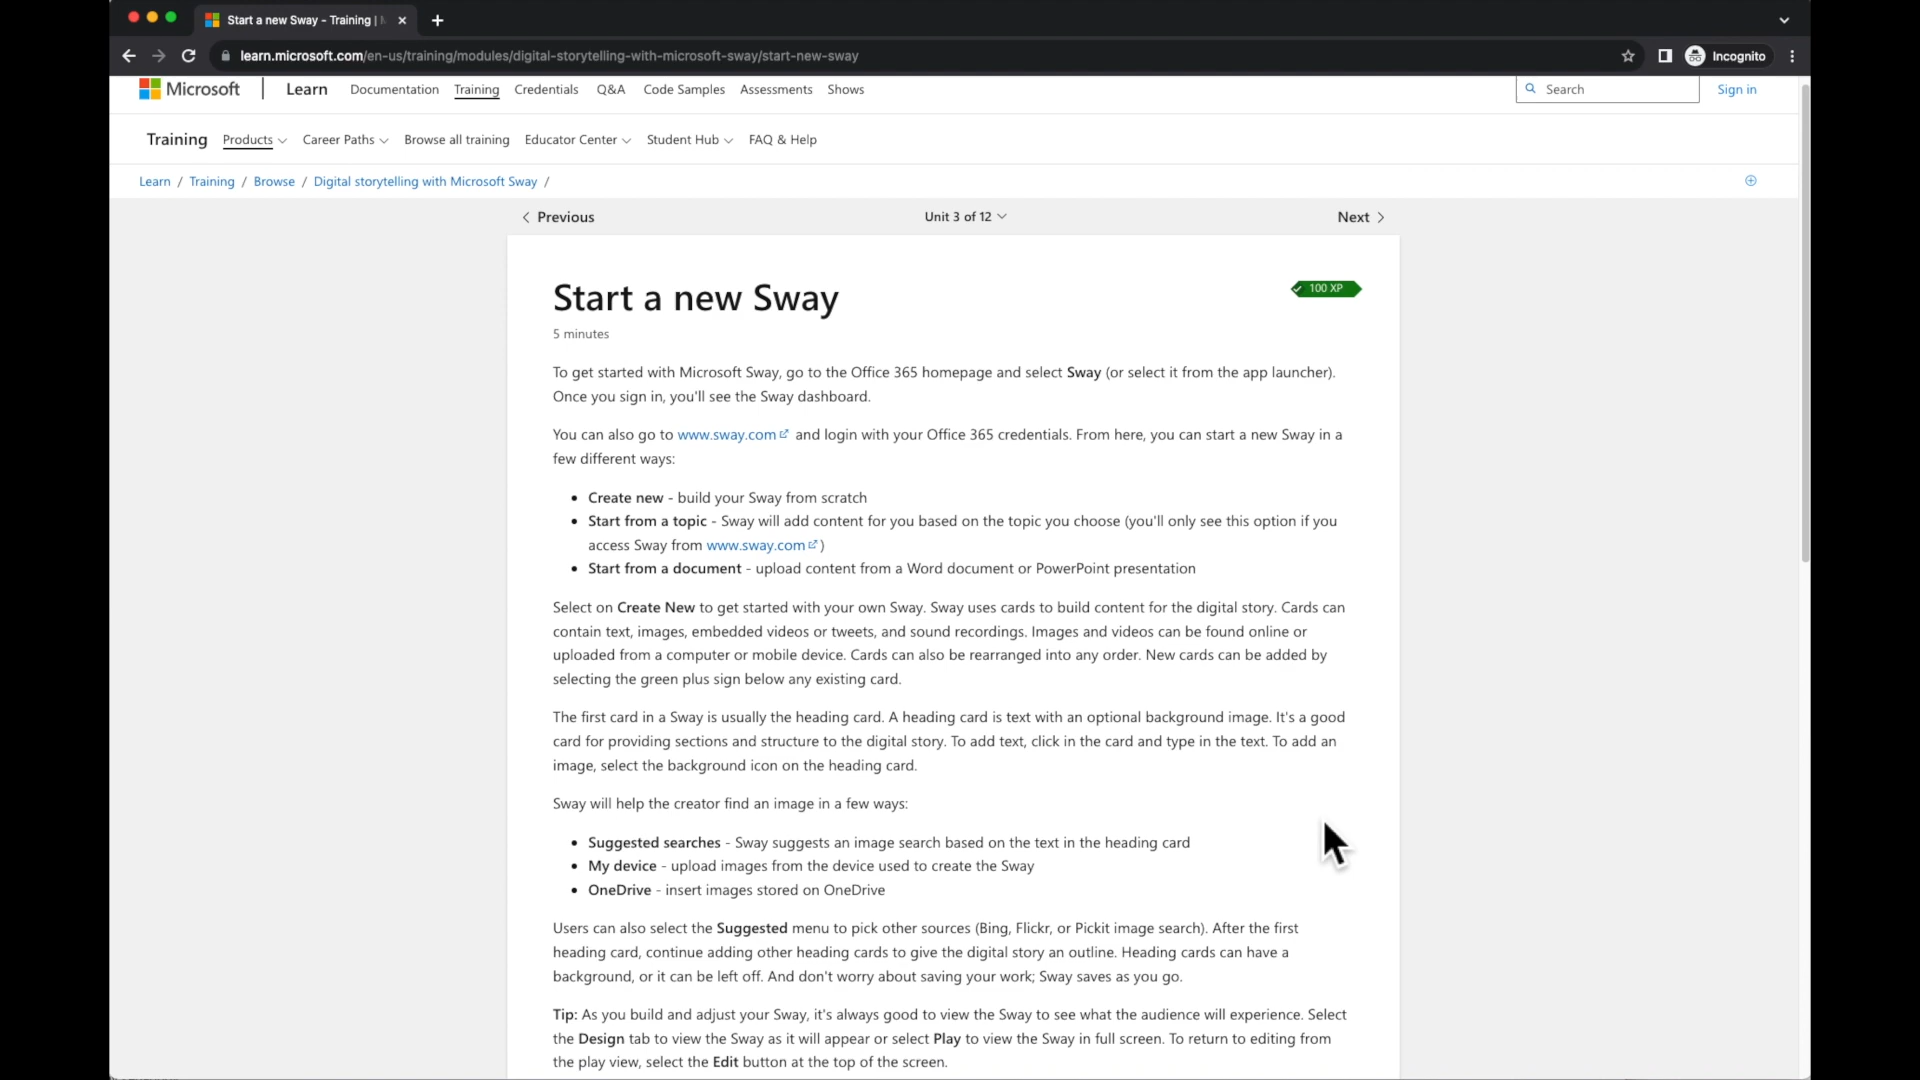 Start a new Sway - Training |
learn.microsoft.com/en-us/training/modules/digital-storytelling-with-microsoft-sway/start-new-sway
Incognito
Microsoft Learn Documentation Training Credentials Q&A Code Samples Assessments Shows Search Sign in
Training Products Career Paths Browse all training Educator Center Student Hub FAQ & Help
Learn / Training / Browse / Digital storytelling with Microsoft Sway /
Previous Unit 3 of 12 Next
Start a new Sway
100 XP
5 minutes
To get started with Microsoft Sway, go to the Office 365 homepage and select Sway (or select it from the app launcher).
Once you sign in, you'll see the Sway dashboard.
You can also go to www.sway.com and login with your Office 365 credentials. From here, you can start a new Sway in a
few different ways:
• Create new - build your Sway from scratch
• Start from a topic - Sway will add content for you based on the topic you choose (you'll only see this option if you
access Sway from www.sway.com )
• Start from a document - upload content from a Word document or PowerPoint presentation
Select on Create New to get started with your own Sway. Sway uses cards to build content for the digital story. Cards can
contain text, images, embedded videos or tweets, and sound recordings. Images and videos can be found online or
uploaded from a computer or mobile device. Cards can also be rearranged into any order. New cards can be added by
selecting the green plus sign below any existing card.
The first card in a Sway is usually the heading card. A heading card is text with an optional background image. It's a good
card for providing sections and structure to the digital story. To add text, click in the card and type in the text. To add an
image, select the background icon on the heading card.
Sway will help the creator find an image in a few ways:
• Suggested searches - Sway suggests an image search based on the text in the heading card
• My device - upload images from the device used to create the Sway
• OneDrive - insert images stored on OneDrive
Users can also select the Suggested menu to pick other sources (Bing, Flickr, or Pickit image search). After the first
heading card, continue adding other heading cards to give the digital story an outline. Heading cards can have a
background, or it can be left off. And don't worry about saving your work; Sway saves as you go.
Tip: As you build and adjust your Sway, it's always good to view the Sway to see what the audience will experience. Select
the Design tab to view the Sway as it will appear or select Play to view the Sway in full screen. To return to editing from
the play view, select the Edit button at the top of the screen.